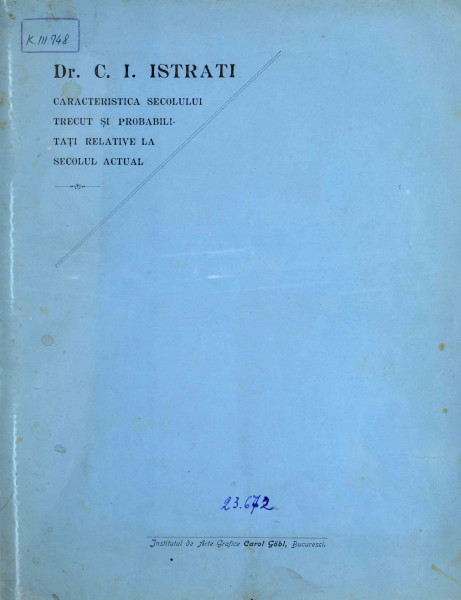 K.III.748
Dr. C. I. ISTRATI
CARACTERISTICA SECOLULUI
TRECUT ȘI PROBABILI-
TAȚI RELATIVE LA
SECOLUL ACTUAL
23.672
Institutul de Arte Grafice Carol Göbl, Bucuresci.